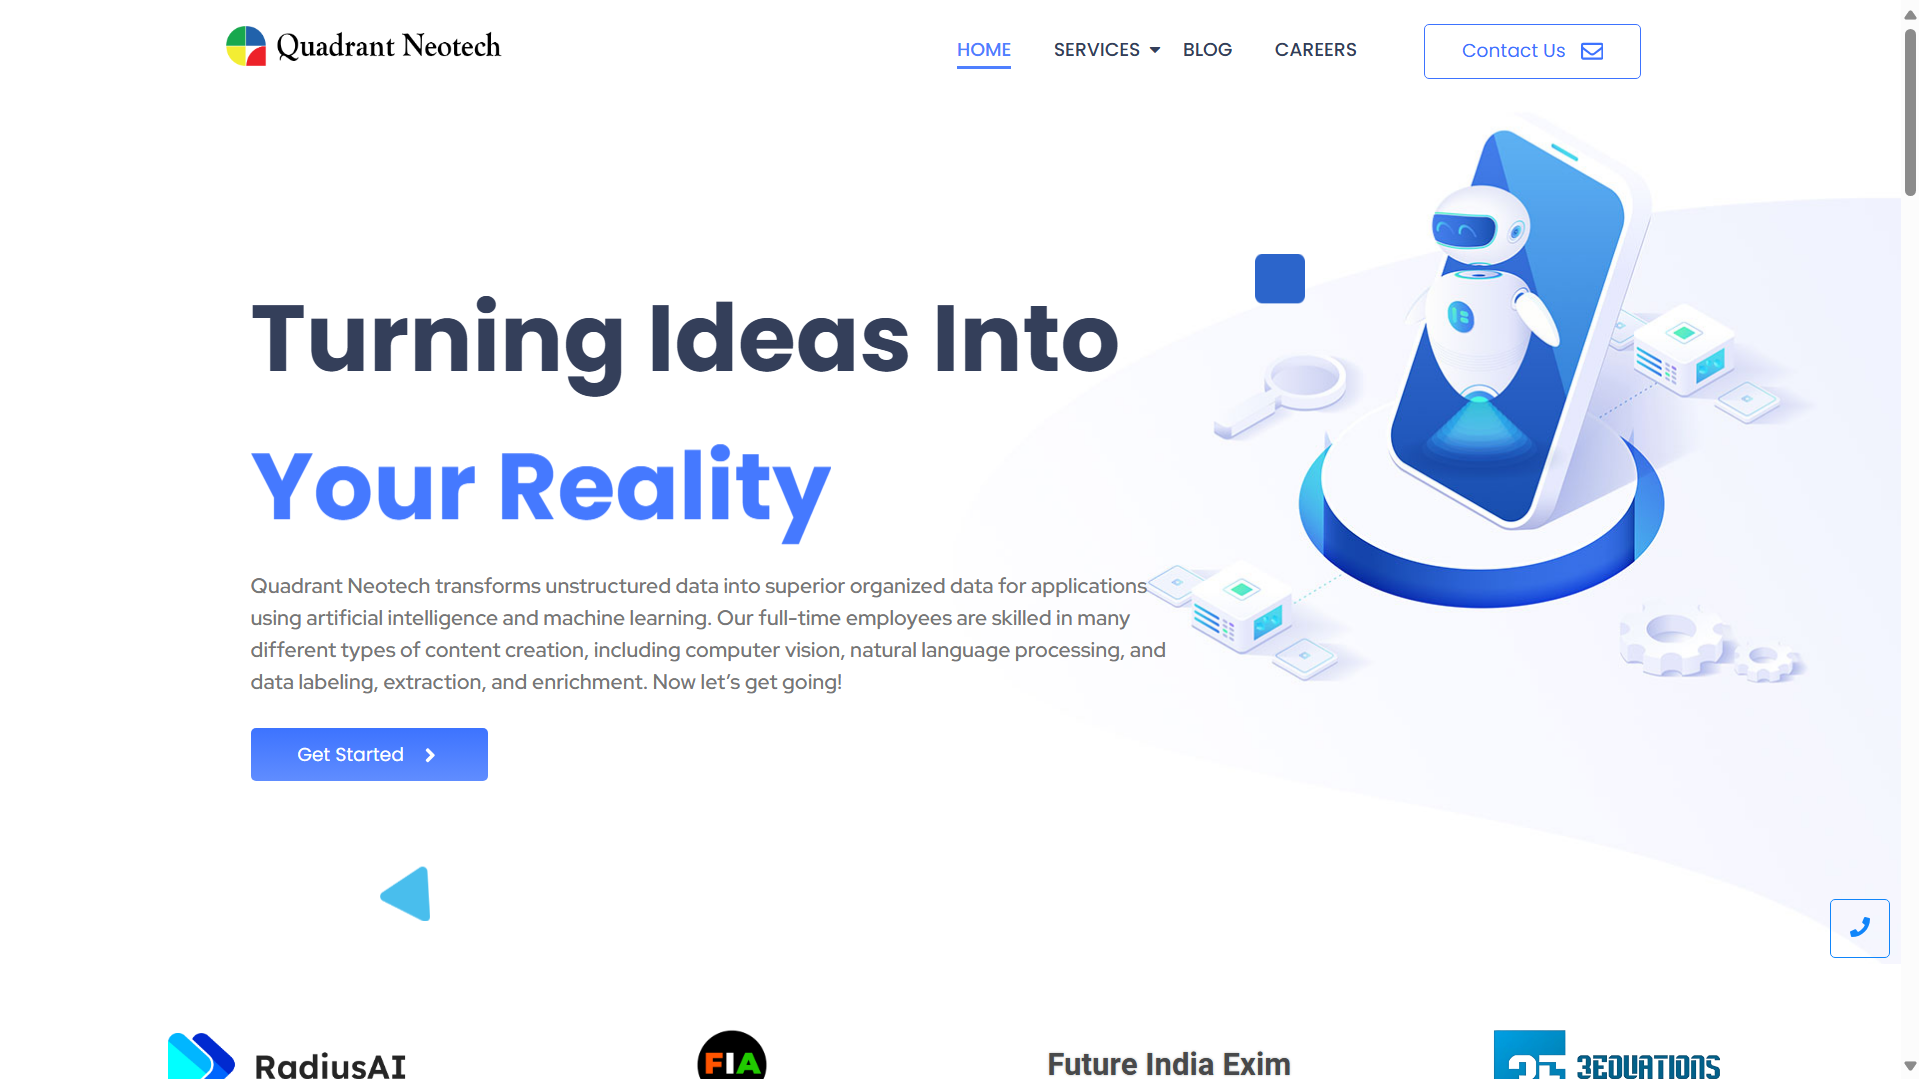 Quadrant Neotech
HOME
SERVICES
BLOG
CAREERS
Contact Us
Turning Ideas Into
Your Reality
Quadrant Neotech transforms unstructured data into superior organized data for applications
using artificial intelligence and machine learning. Our full-time employees are skilled in many
different types of content creation, including computer vision, natural language processing, and
data labeling, extraction, and enrichment. Now let’s get going!
Get Started
RadiusAI
FIA
Future India Exim
3EQUATIONS